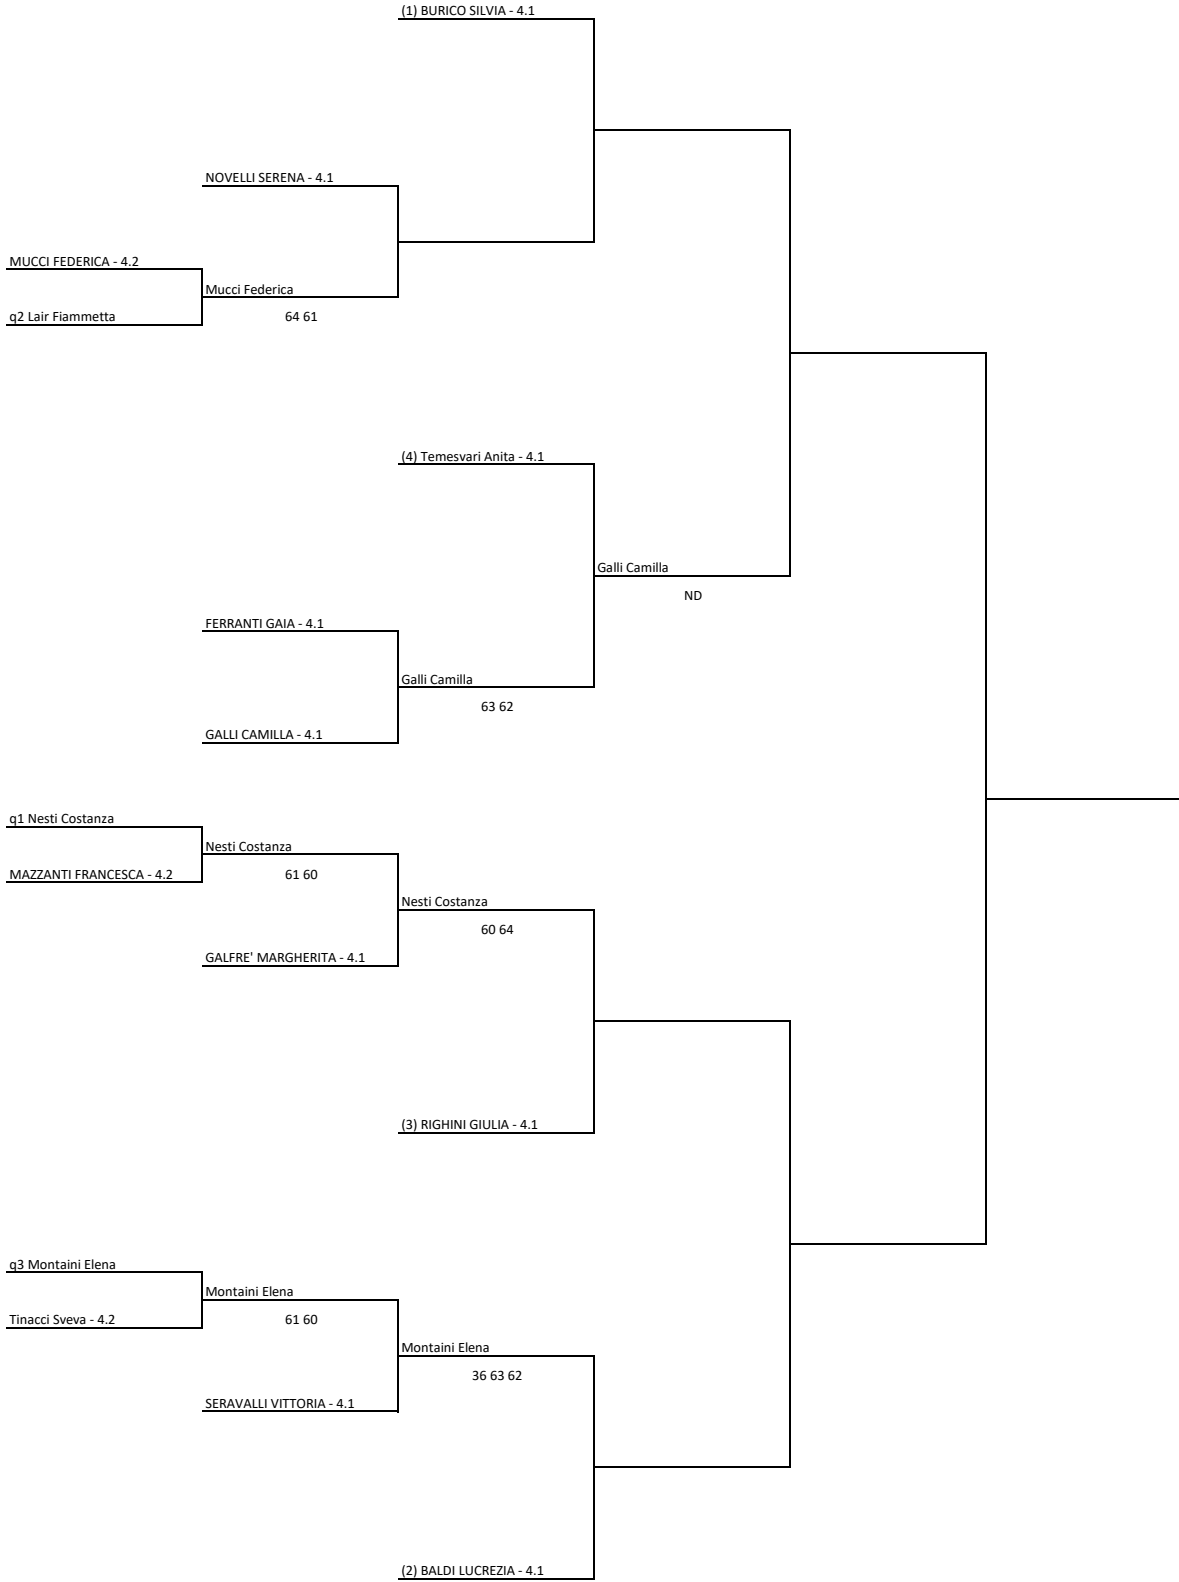 (1) BURICO SILVIA - 4.1
NOVELLI SERENA - 4.1
MUCCI FEDERICA - 4.2
Mucci Federica
q2 Lair Fiammetta
64 61
(4) Temesvari Anita - 4.1
Galli Camilla
ND
FERRANTI GAIA - 4.1
Galli Camilla
63 62
GALLI CAMILLA - 4.1
q1 Nesti Costanza
Nesti Costanza
MAZZANTI FRANCESCA - 4.2
61 60
Nesti Costanza
60 64
GALFRE' MARGHERITA - 4.1
(3) RIGHINI GIULIA - 4.1
q3 Montaini Elena
Montaini Elena
Tinacci Sveva - 4.2
61 60
Montaini Elena
36 63 62
SERAVALLI VITTORIA - 4.1
(2) BALDI LUCREZIA - 4.1